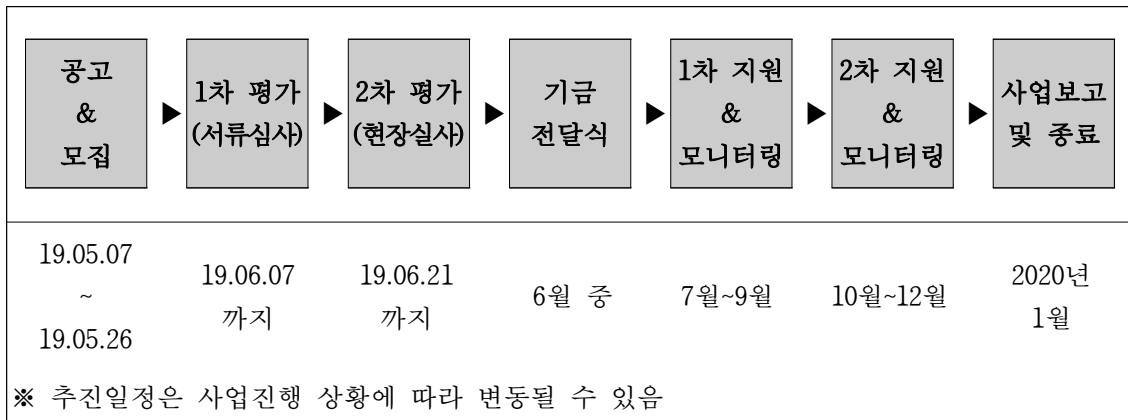 공고
&
모집
▶
1차 평가
(서류심사)
▶
2차 평가
(현장실사)
▶
기금
전달식
▶
1차 지원
&
모니터링
▶
2차 지원
&
모니터링
▶
사업보고
및 종료
19.05.07
~
19.05.26
19.06.07
까지
19.06.21
까지
6월 중
7월~9월
10월~12월
2020년
1월
※ 추진일정은 사업진행 상황에 따라 변동될 수 있음